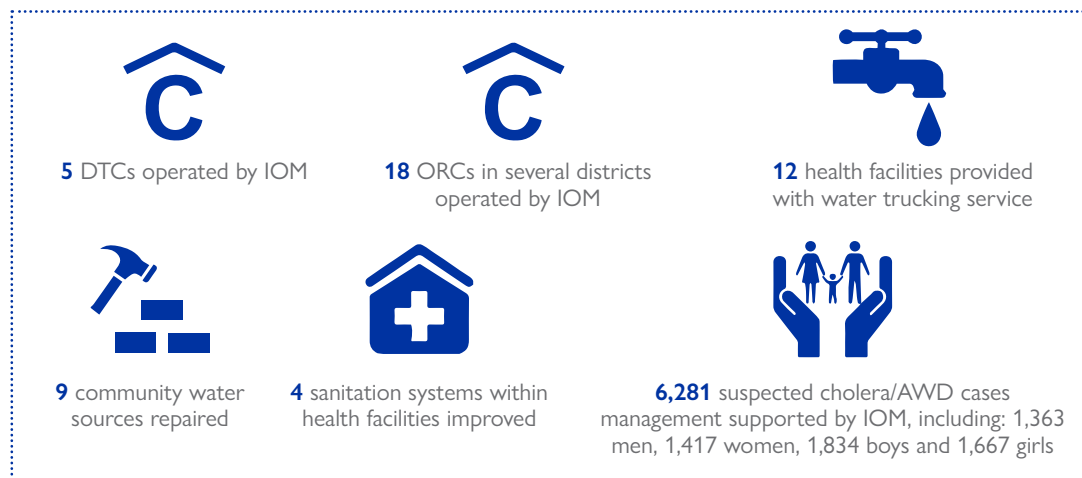 C
C
5 DTCs operated by IOM
18 ORCs in several districts
operated by IOM
12 health facilities provided
with water trucking service
9 community water
sources repaired
4 sanitation systems within
health facilities improved
6,281 suspected cholera/AWD cases
management supported by IOM, including: 1,363
men, 1,417 women, 1,834 boys and 1,667 girls